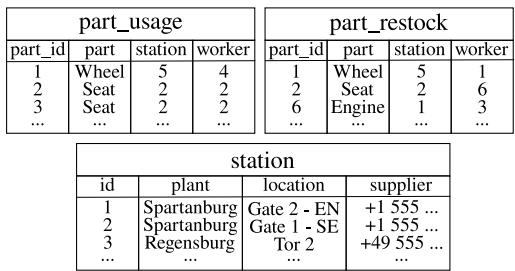 part_usage
part_id part station worker
1 Wheel 5 4
2 Seat 2 2
3 Seat 2 2
... ... ... ...
part_restock
part_id part station worker
1 Wheel 5 1
2 Seat 2 6
6 Engine 1 3
... ... ... ...
station
id plant location supplier
1 Spartanburg Gate 2 - EN +1 555 ...
2 Spartanburg Gate 1 - SE +1 555 ...
3 Regensburg Tor 2 +49 555 ...
... ... ... ...